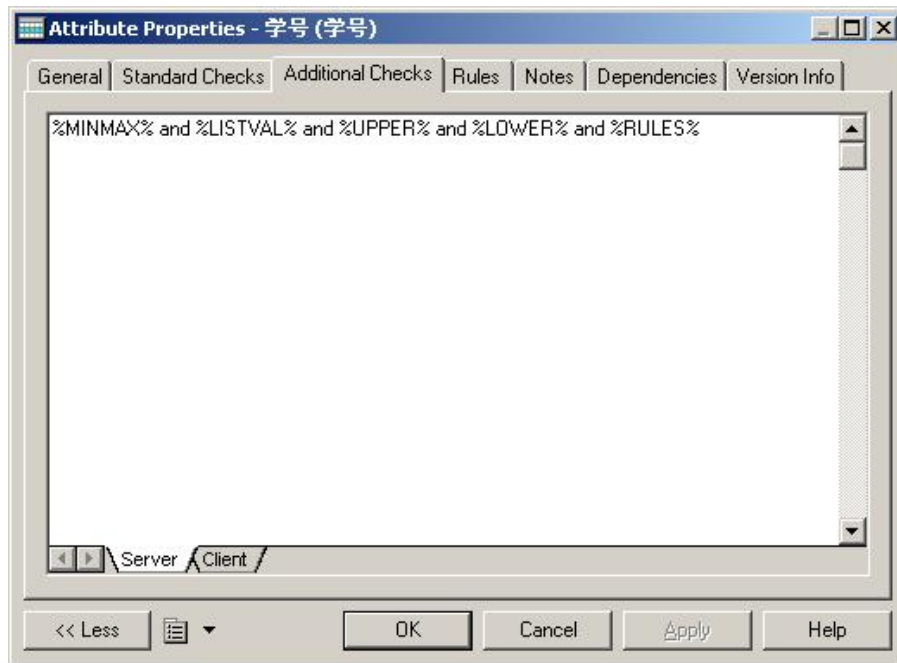 Attribute Properties - 学号 (学号)
General Standard Checks Additional Checks Rules Notes Dependencies Version Info
%MINMAX% and %LISTVAL% and %UPPER% and %LOWER% and %RULES%
Server Client
<< Less OK Cancel Apply Help